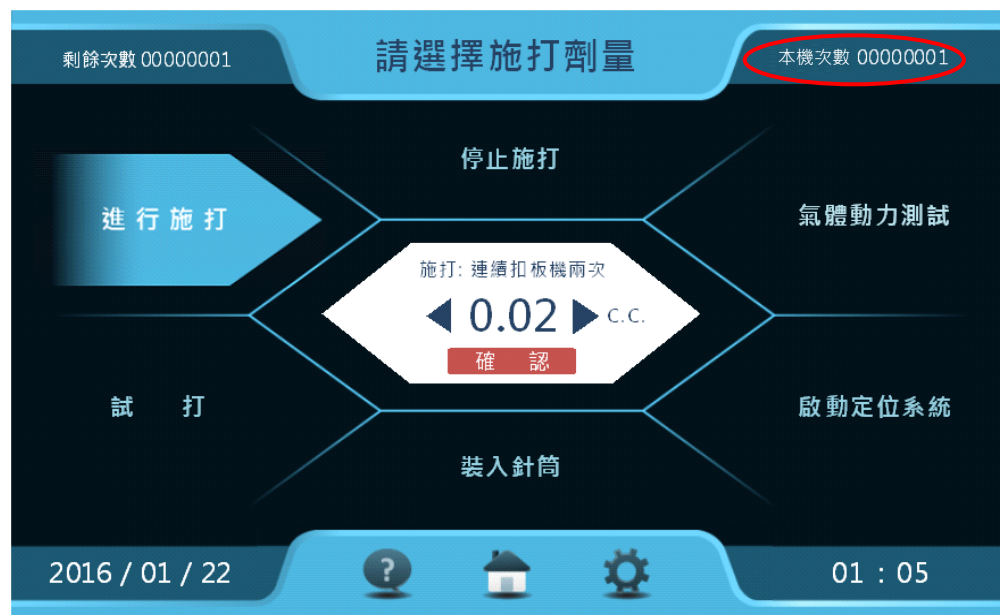 剩餘次數 00000001
請選擇施打劑量
本機次數 00000001
停止施打
進行施打
氣體動力測試
施打: 連續扣板機兩次
0.02 C.C.
確 認
試 打
啟動定位系統
裝入針筒
2016 / 01 / 22
?
01 : 05